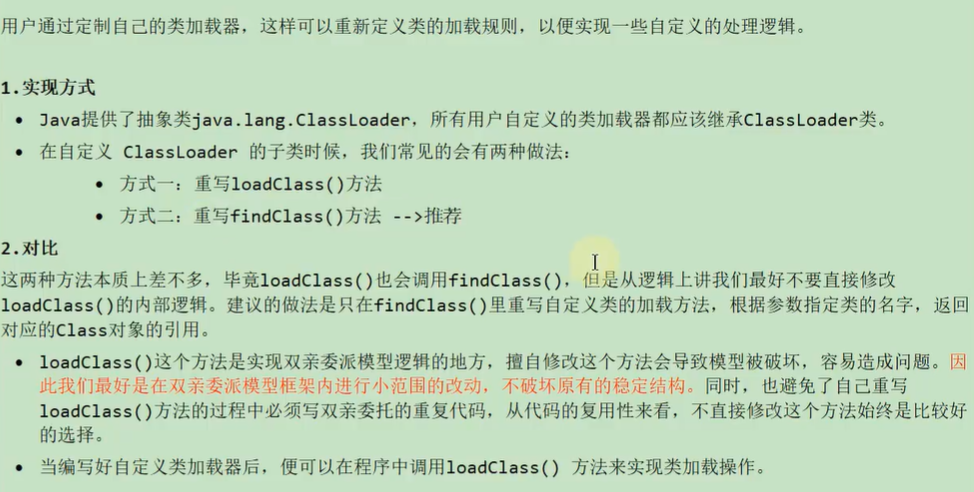 用户通过定制自己的类加载器，这样可以重新定义类的加载规则，以便实现一些自定义的处理逻辑。
1.实现方式
• Java提供了抽象类java.lang.ClassLoader，所有用户自定义的类加载器都应该继承ClassLoader类。
• 在自定义 ClassLoader 的子类时候，我们常见的会有两种做法：
• 方式一：重写loadClass()方法
• 方式二：重写findClass()方法 -->推荐
2.对比
这两种方法本质上差不多，毕竟loadClass()也会调用findClass()，但是从逻辑上讲我们最好不要直接修改
loadClass()的内部逻辑。建议的做法是只在findClass()里重写自定义类的加载方法，根据参数指定类的名字，返回
对应的Class对象的引用。
• loadClass()这个方法是实现双亲委派模型逻辑的地方，擅自修改这个方法会导致模型被破坏，容易造成问题。因
此我们最好是在双亲委派模型框架内进行小范围的改动，不破坏原有的稳定结构。同时，也避免了自己重写
loadClass()方法的过程中必须写双亲委托的重复代码，从代码的复用性来看，不直接修改这个方法始终是比较好
的选择。
• 当编写好自定义类加载器后，便可以在程序中调用loadClass() 方法来实现类加载操作。